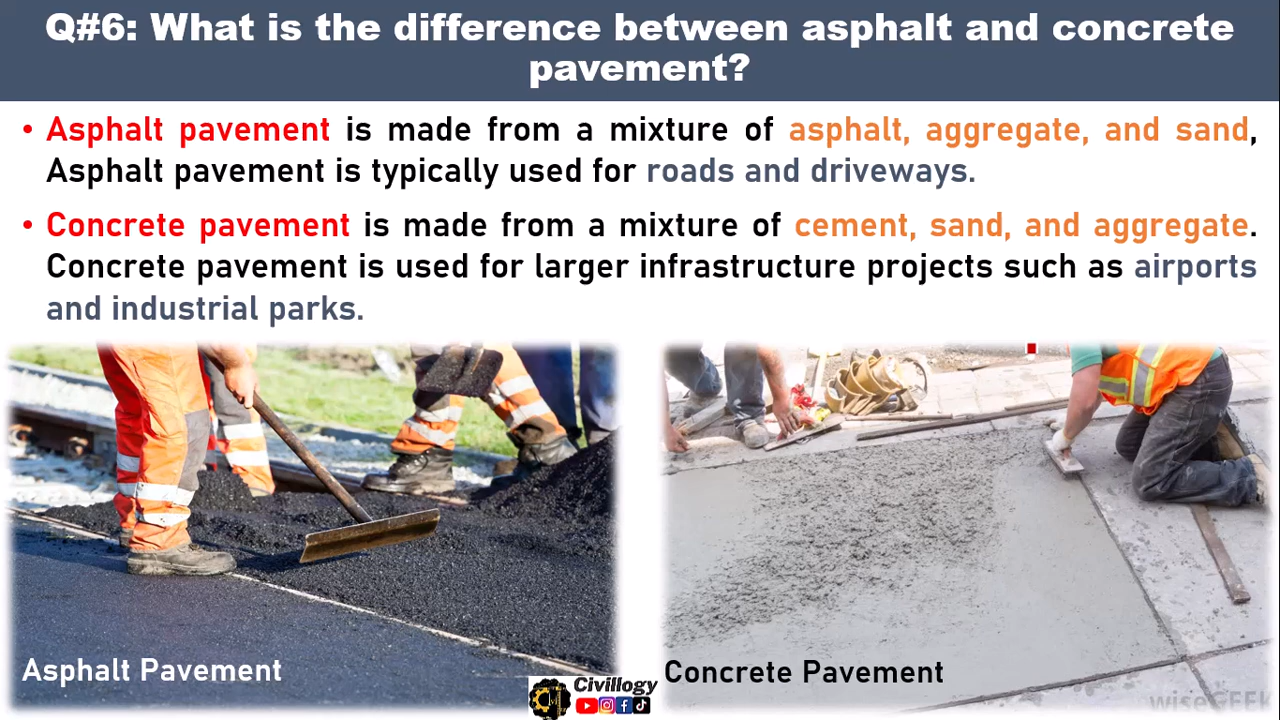 Q#6: What is the difference between asphalt and concrete
pavement?
• Asphalt pavement is made from a mixture of asphalt, aggregate, and sand,
Asphalt pavement is typically used for roads and driveways.
• Concrete pavement is made from a mixture of cement, sand, and aggregate.
Concrete pavement is used for larger infrastructure projects such as airports
and industrial parks.
Asphalt Pavement
Concrete Pavement
Civillogy
wiseGEEK